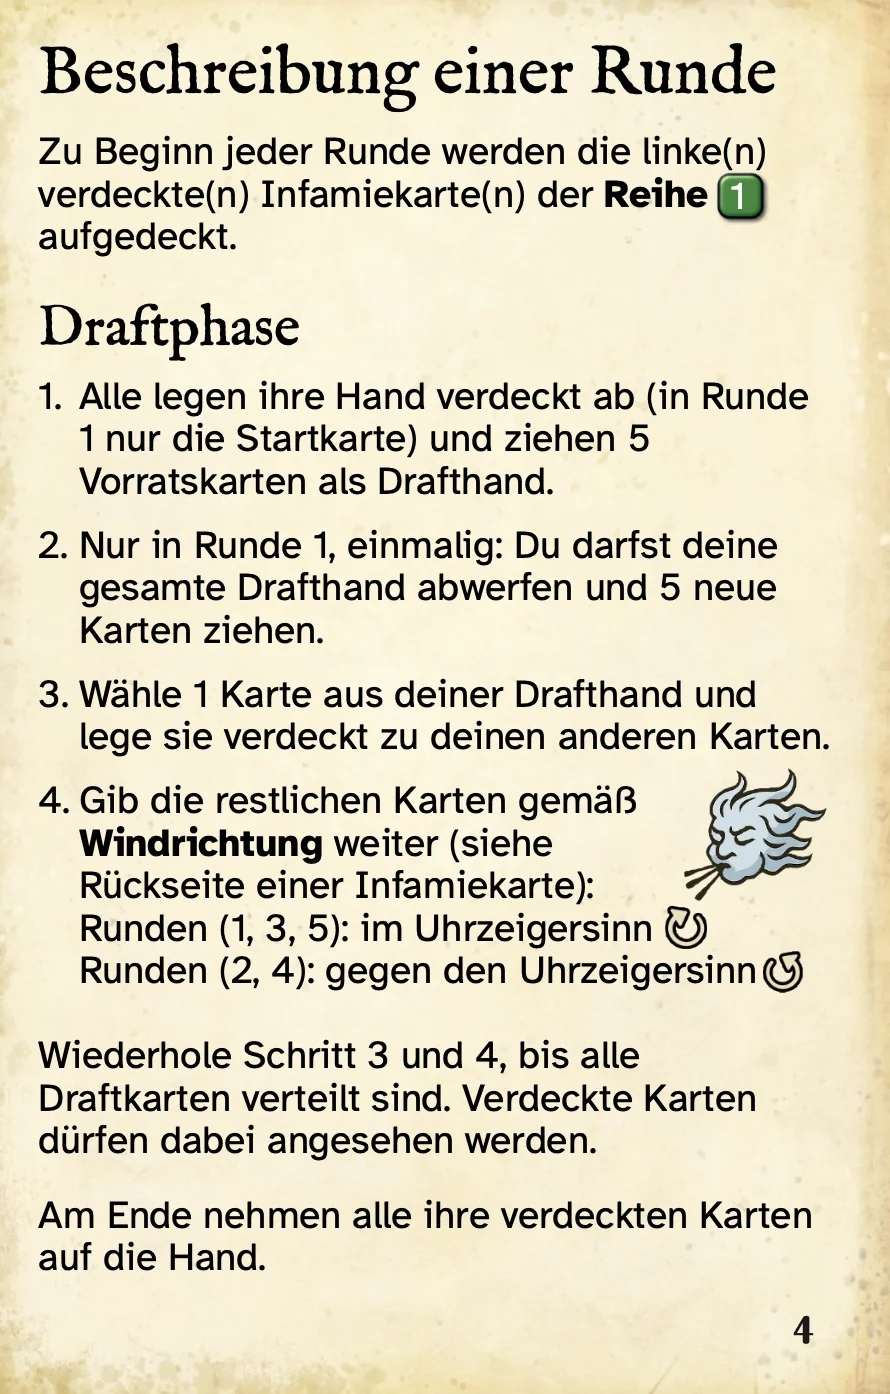 Beschreibung einer Runde
Zu Beginn jeder Runde werden die linke(n)
verdeckte(n) Infamiekarte(n) der Reihe 1
aufgedeckt.
Draftphase
1. Alle legen ihre Hand verdeckt ab (in Runde
1 nur die Startkarte) und ziehen 5
Vorratskarten als Drafthand.
2. Nur in Runde 1, einmalig: Du darfst deine
gesamte Drafthand abwerfen und 5 neue
Karten ziehen.
3. Wähle 1 Karte aus deiner Drafthand und
lege sie verdeckt zu deinen anderen Karten.
4. Gib die restlichen Karten gemäß
Windrichtung weiter (siehe
Rückseite einer Infamiekarte):
Runden (1, 3, 5): im Uhrzeigersinn
Runden (2, 4): gegen den Uhrzeigersinn
Wiederhole Schritt 3 und 4, bis alle
Draftkarten verteilt sind. Verdeckte Karten
dürfen dabei angesehen werden.
Am Ende nehmen alle ihre verdeckten Karten
auf die Hand.
4